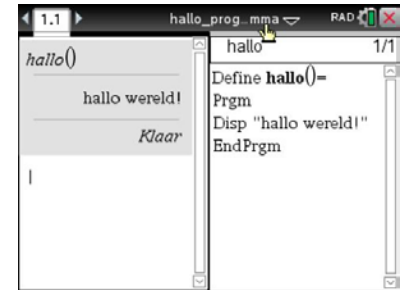 1.1 hallo_prog…mma RAD
hallo()
hallo wereld!
Klaar
hallo 1/1
Define hallo()=
Prgm
Disp "hallo wereld!"
EndPrgm